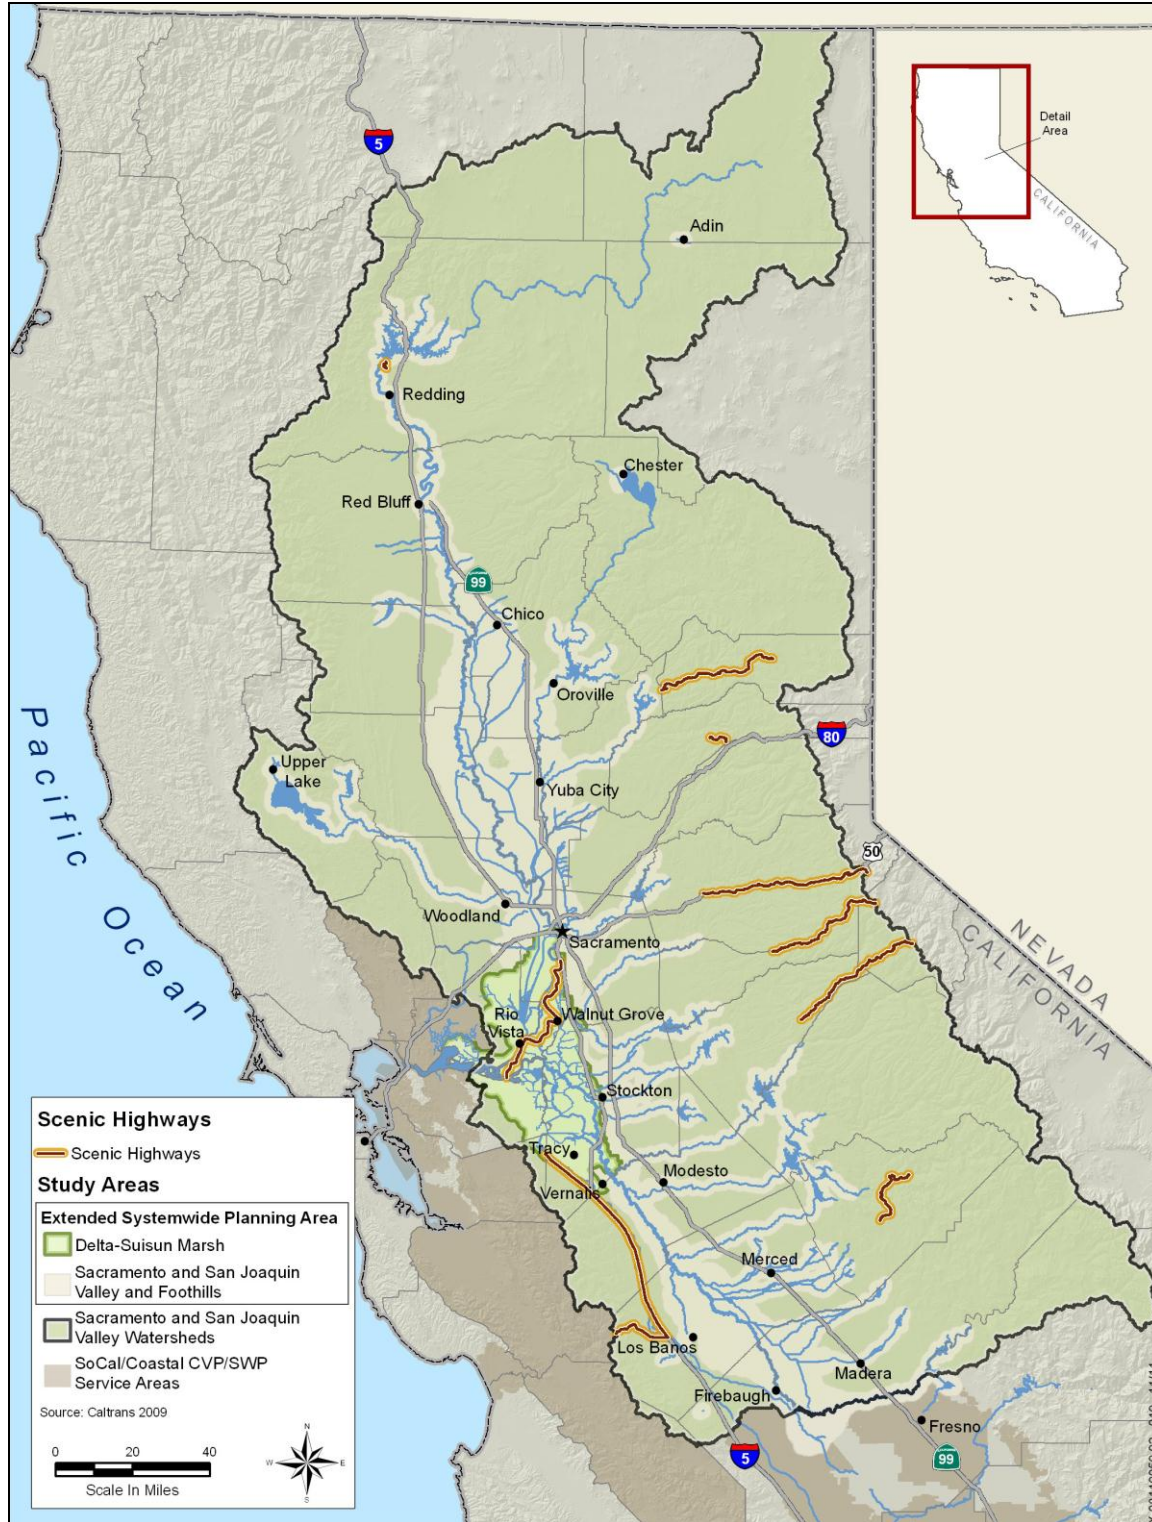 5
Adin
Detail
Area
CALIFORNIA
Redding
Chester
Red Bluff
99
Chico
Oroville
80
Upper
Lake
Yuba City
50
Woodland
Sacramento
NEVADA
CALIFORNIA
Pacific Ocean
Rio
Vista
Walnut Grove
Stockton
Tracy
Vernalis
Modesto
Merced
Los Banos
Madera
Firebaugh
Fresno
5
99
Scenic Highways
Scenic Highways
Study Areas
Extended Systemwide Planning Area
Delta-Suisun Marsh
Sacramento and San Joaquin
Valley and Foothills
Sacramento and San Joaquin
Valley Watersheds
SoCal/Coastal CVP/SWP
Service Areas
Source: Caltrans 2009
0 20 40
Scale In Miles
N
W E
S